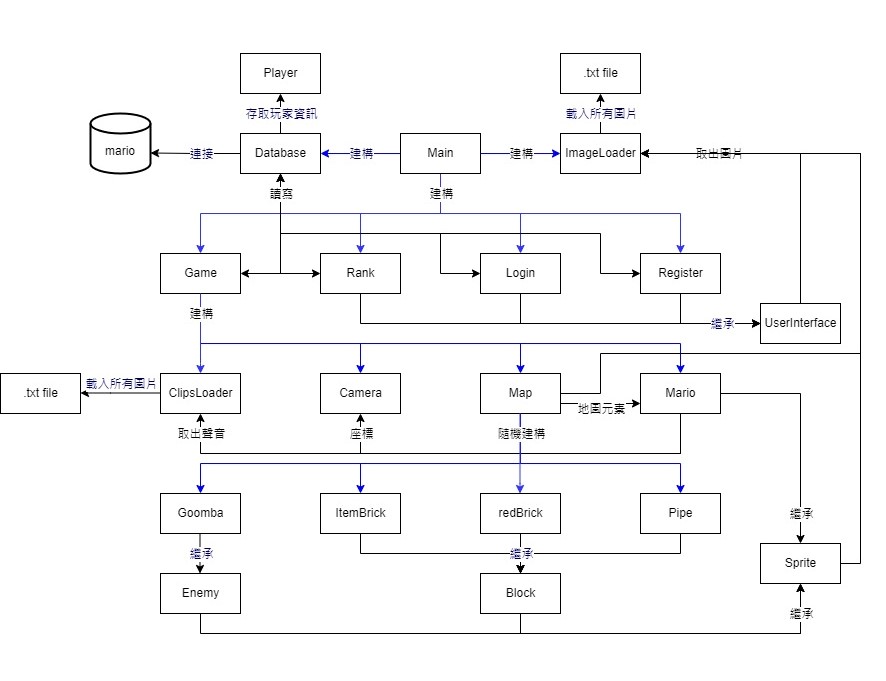 Player
.txt file
存取玩家資訊
載入所有圖片
mario
連接
Database
建構
Main
建構
ImageLoader
取出圖片
讀寫
建構
Game
Rank
Login
Register
建構
繼承
UserInterface
.txt file
載入所有圖片
ClipsLoader
Camera
Map
地圖元素
Mario
取出聲音
座標
隨機建構
Goomba
ItemBrick
redBrick
Pipe
繼承
繼承
繼承
Sprite
Enemy
Block
繼承